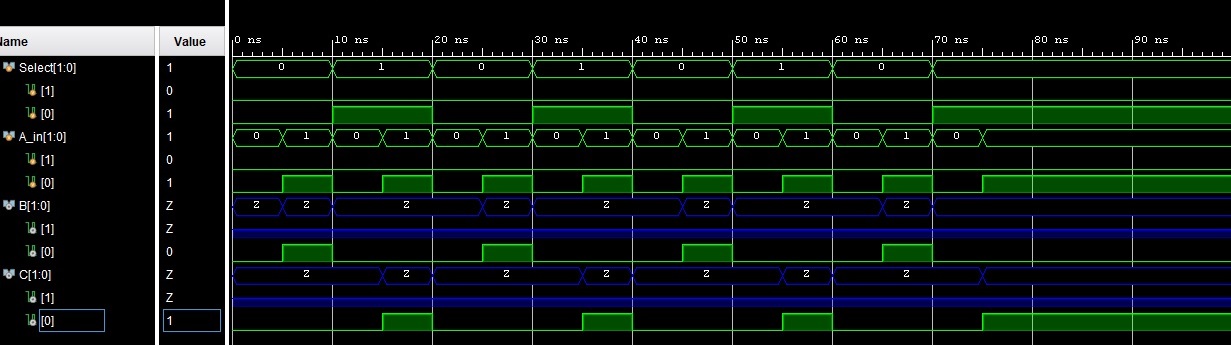 Name Value
0 ns 10 ns 20 ns 30 ns 40 ns 50 ns 60 ns 70 ns 80 ns 90 ns
Select[1:0] 1 0 1 0 1 0 1 0
[1] 0
[0] 1
A_in[1:0] 1 0 1 0 1 0 1 0 1 0 1 0 1 0 1 0
[1] 0
[0] 1
B[1:0] Z Z Z Z Z Z Z Z Z
[1] Z
[0] 0
C[1:0] Z Z Z Z Z Z Z Z
[1] Z
[0] 1